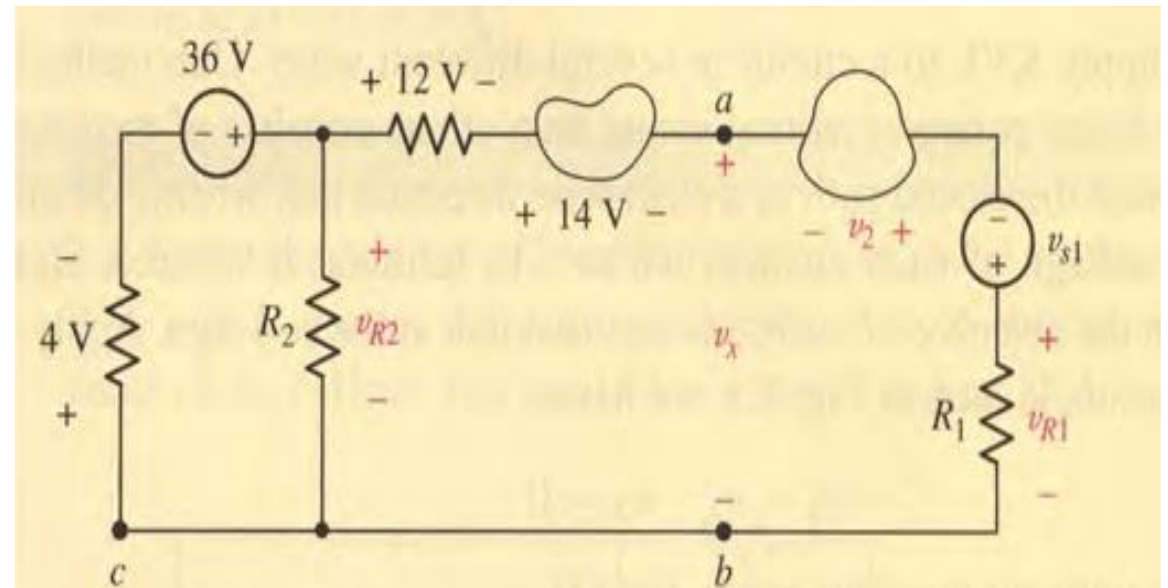 36 V
− +
+ 12 V −
+ 14 V −
a
+
− v2 +
−
+
vs1
−
4 V
+
R2
+
vR2
−
vx
−
R1
+
vR1
−
c
b